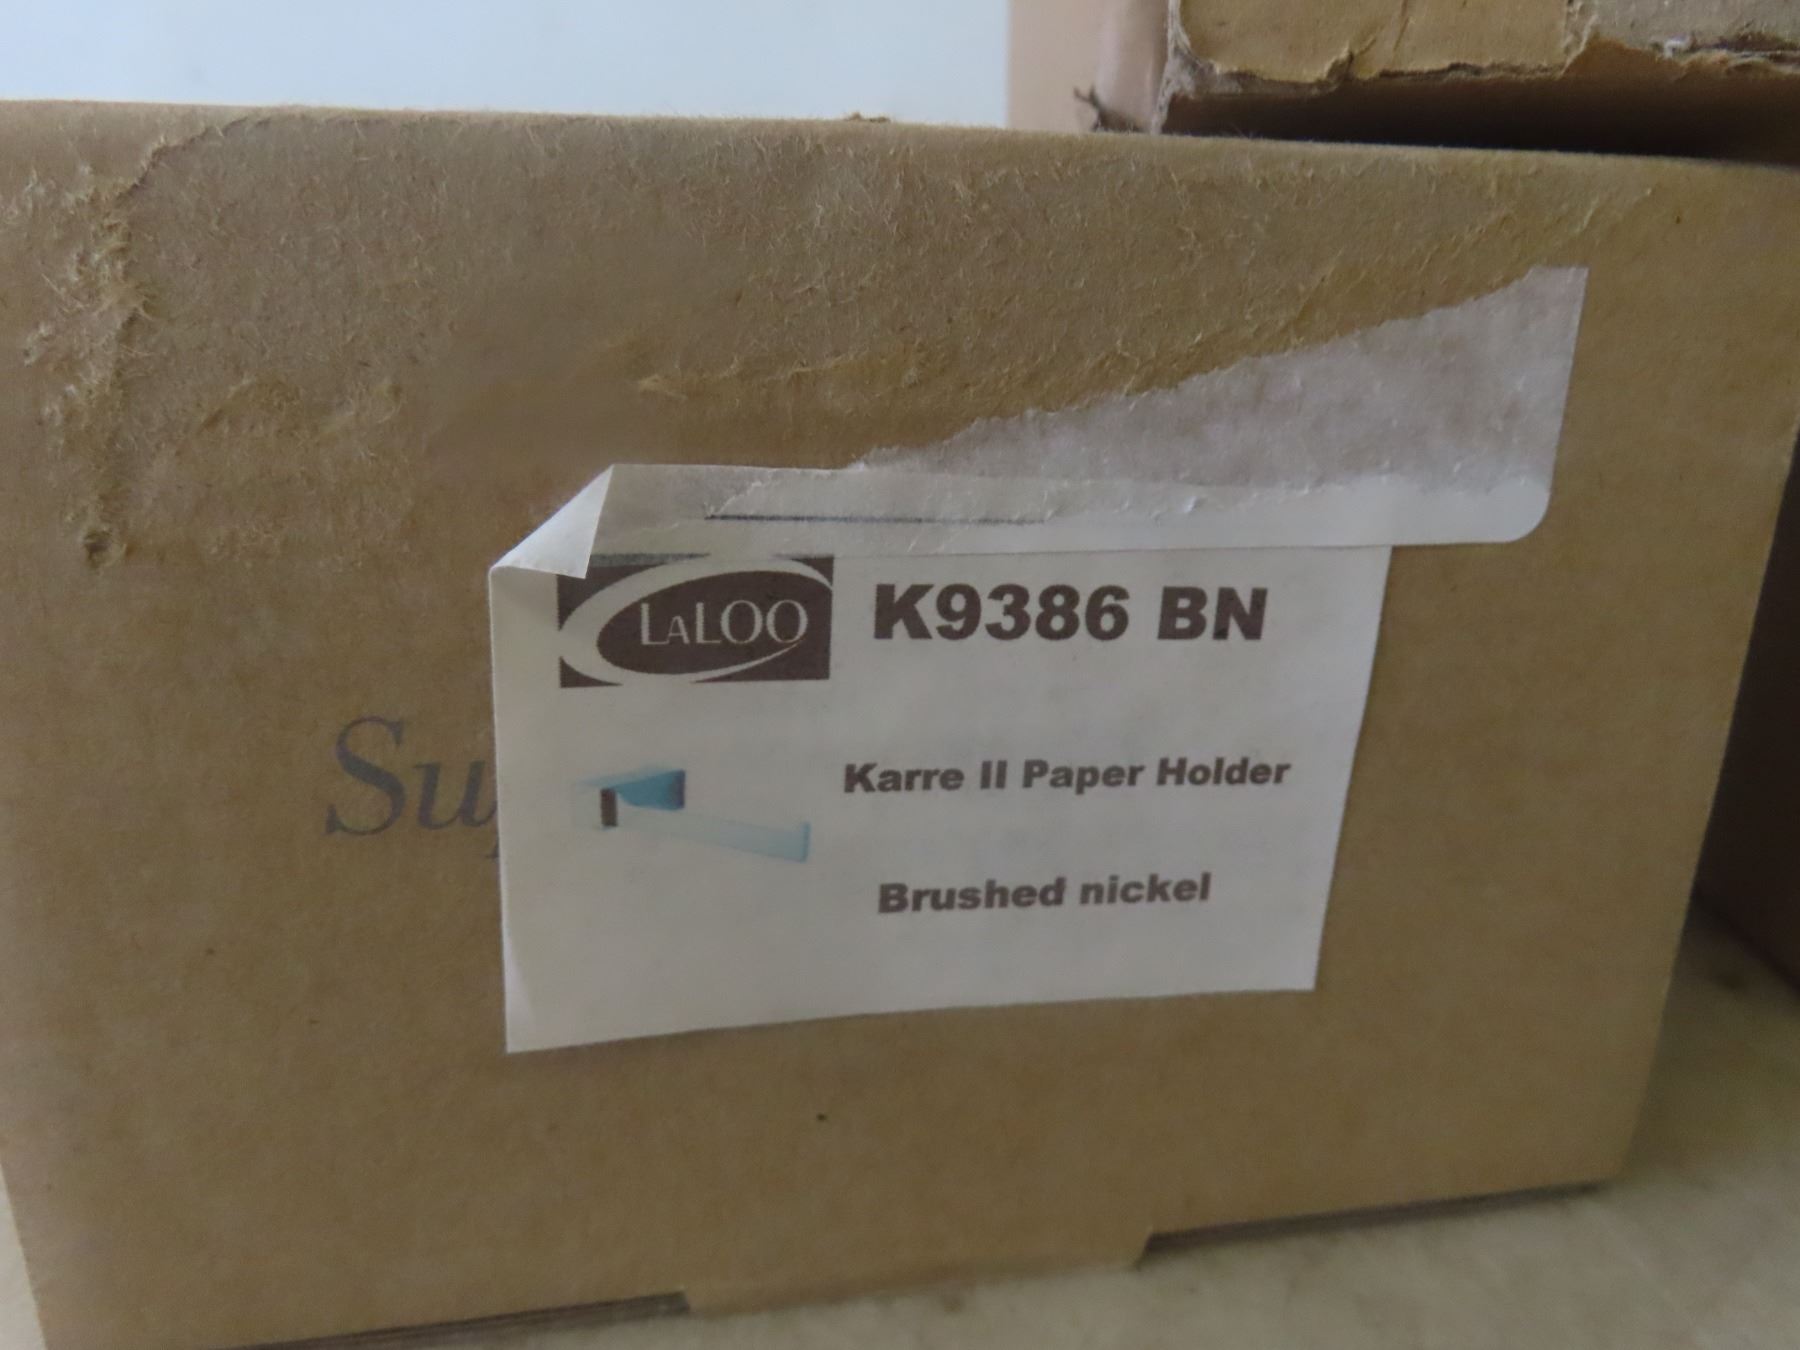 LALOO
K9386 BN
Karre II Paper Holder
Brushed nickel